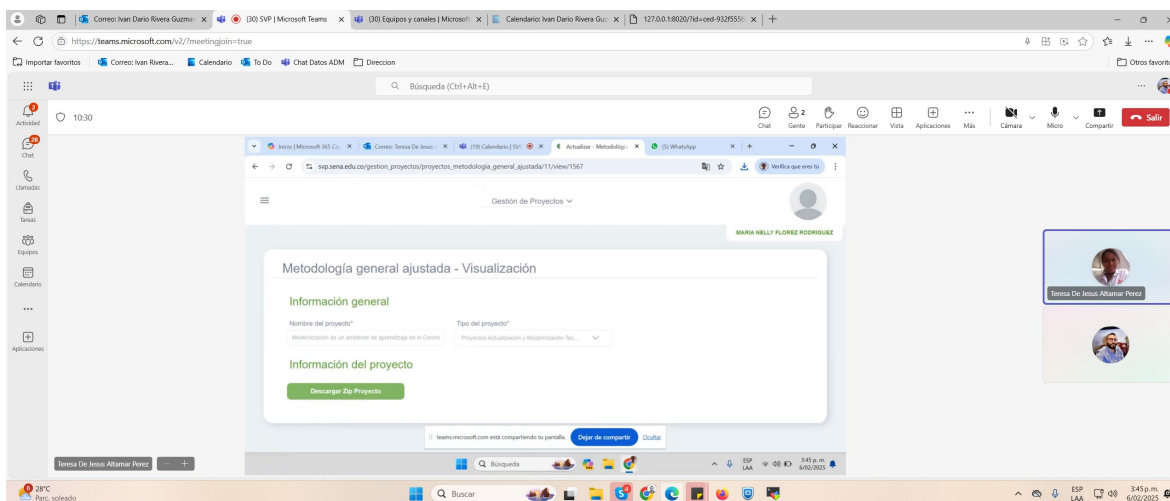 Correo: Ivan Dario Rivera Guzman
(30) SVP | Microsoft Teams
(30) Equipos y canales | Microsoft
Calendario: Ivan Dario Rivera Guz
127.0.0.1:8020/?id=ced-932f555b
https://teams.microsoft.com/v2/?meetingjoin=true
Importar favoritos
Correo: Ivan Rivera...
Calendario
To Do
Chat Datos ADM
Direccion
Otros favorito
Búsqueda (Ctrl+Alt+E)
Actividad
10:30
Chat
Gente
2
Participar
Reaccionar
Vista
Aplicaciones
Más
Cámara
Micro
Compartir
Salir
28
Chat
Llamadas
Tareas
Equipos
Calendario
Aplicaciones
Inicio | Microsoft 365 Co
Correo: Teresa De Jesus
(19) Calendario | SVP
Actualizar - Metodológi
(5) WhatsApp
svp.sena.edu.co/gestion_proyectos/proyectos_metodologia_general_ajustada/11/view/1567
Verifica que eres tú
Gestión de Proyectos
MARIA NELLY FLOREZ RODRIGUEZ
Metodología general ajustada - Visualización
Información general
Nombre del proyecto*
Tipo del proyecto*
Modernización de un ambiente de aprendizaje en el Centro
Proyectos Actualización y Modernización Tec...
Información del proyecto
Descargar Zip Proyecto
teams.microsoft.com está compartiendo tu pantalla.
Dejar de compartir
Ocultar
Búsqueda
ESP
LAA
3:45 p. m.
6/02/2025
Teresa De Jesus Altamar Perez
Teresa De Jesus Altamar Perez
28°C
Parc. soleado
Buscar
ESP
LAA
3:45 p. m.
6/02/2025